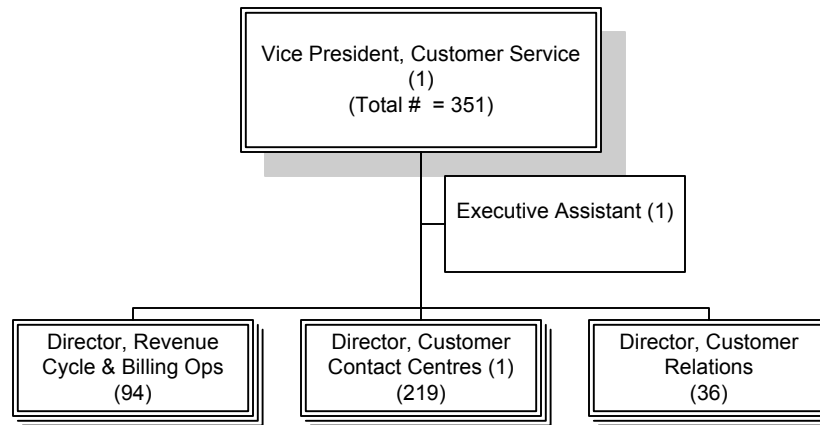 Vice President, Customer Service
(1)
(Total # = 351)
Executive Assistant (1)
Director, Revenue
Cycle & Billing Ops
(94)
Director, Customer
Contact Centres (1)
(219)
Director, Customer
Relations
(36)